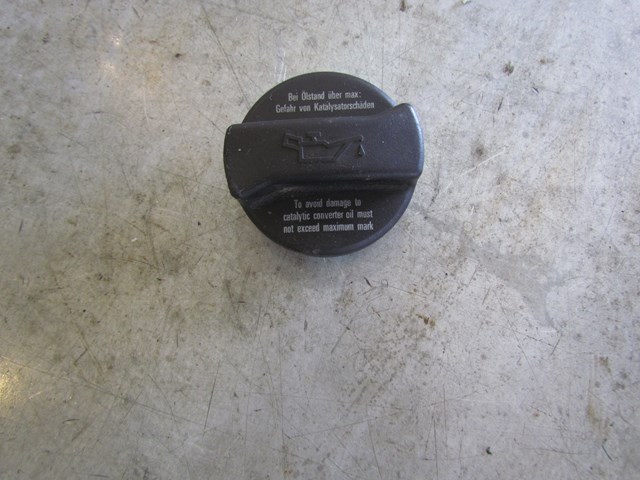 Bei Ölstand über max:
Gefahr von Katalysatorschäden
To avoid damage to
catalytic converter oil must
not exceed maximum mark